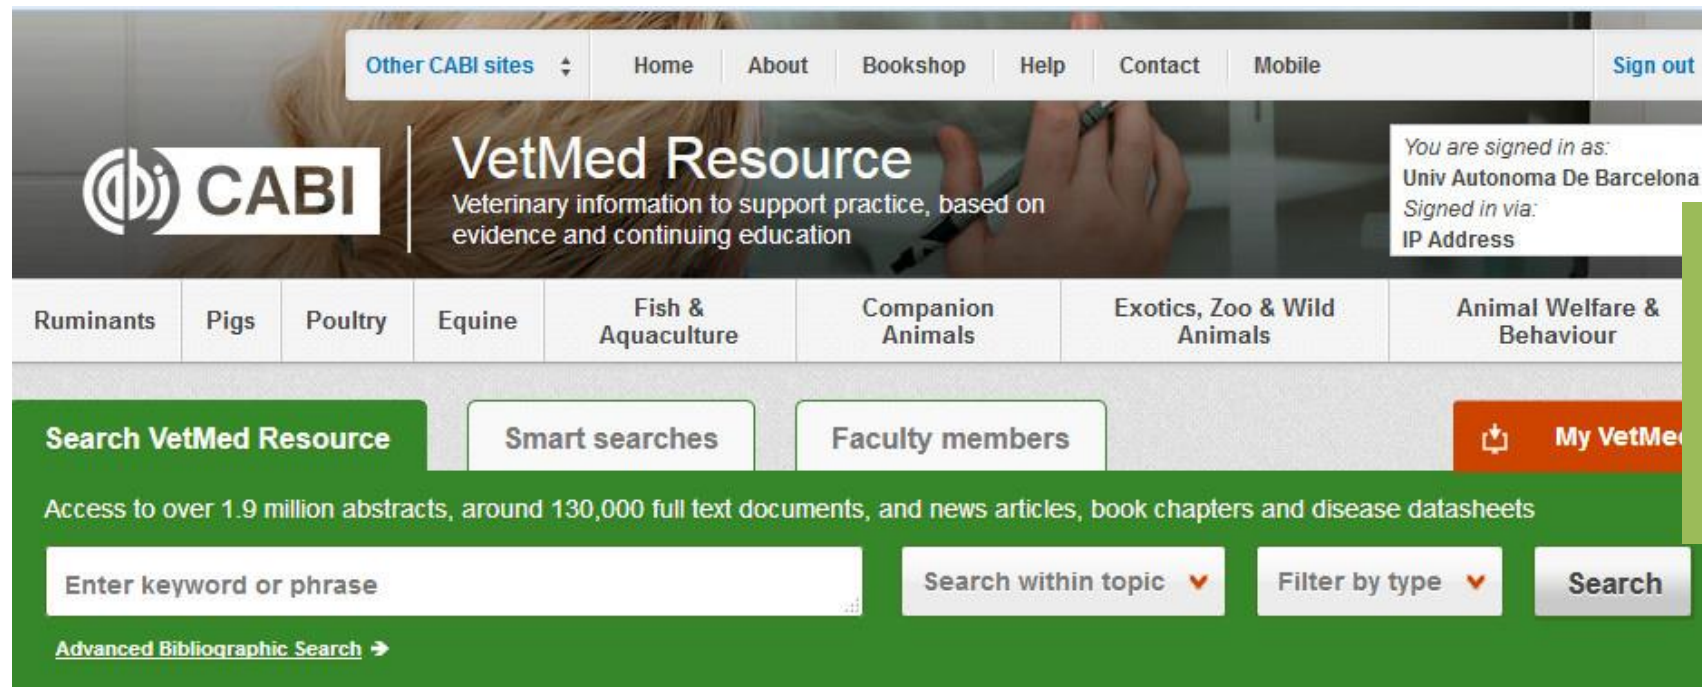 Other CABI sites Home About Bookshop Help Contact Mobile Sign out
CABI
VetMed Resource
Veterinary information to support practice, based on
evidence and continuing education
You are signed in as:
Univ Autonoma De Barcelona
Signed in via:
IP Address
Ruminants Pigs Poultry Equine Fish &
Aquaculture Companion
Animals Exotics, Zoo & Wild
Animals Animal Welfare &
Behaviour
Search VetMed Resource Smart searches Faculty members My VetMe
Access to over 1.9 million abstracts, around 130,000 full text documents, and news articles, book chapters and disease datasheets
Enter keyword or phrase Search within topic Filter by type Search
Advanced Bibliographic Search